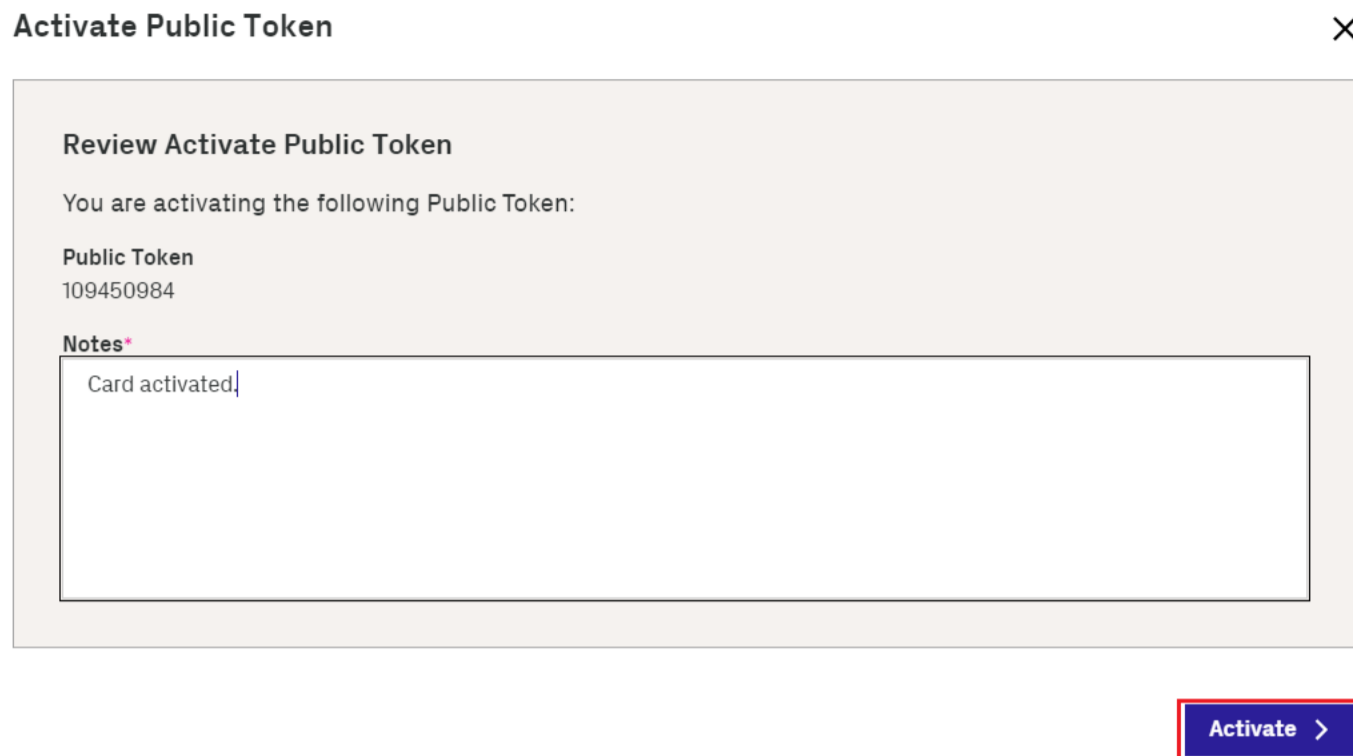 Activate Public Token
Review Activate Public Token
You are activating the following Public Token:
Public Token
109450984
Notes*
Card activated.
Activate